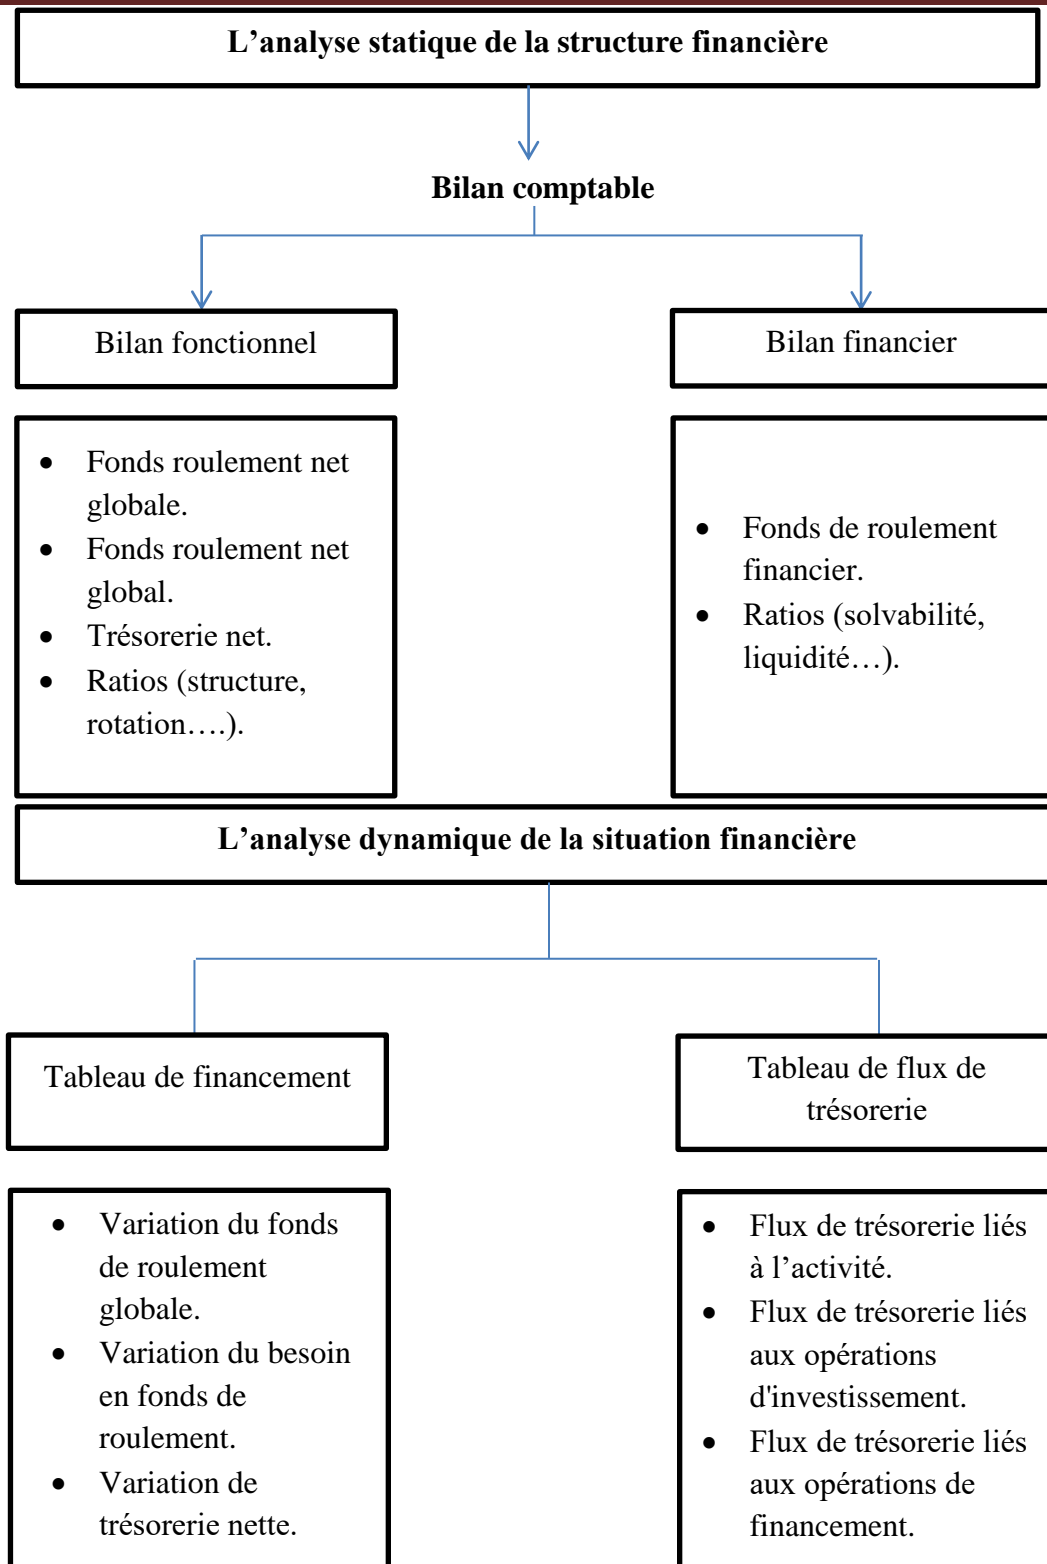 L’analyse statique de la structure financière
Bilan comptable
Bilan fonctionnel
Bilan financier
• Fonds roulement net
globale.
• Fonds roulement net
global.
• Trésorerie net.
• Ratios (structure,
rotation….).
• Fonds de roulement
financier.
• Ratios (solvabilité,
liquidité…).
L’analyse dynamique de la situation financière
Tableau de financement
Tableau de flux de
trésorerie
• Variation du fonds
de roulement
globale.
• Variation du besoin
en fonds de
roulement.
• Variation de
trésorerie nette.
• Flux de trésorerie liés
à l’activité.
• Flux de trésorerie liés
aux opérations
d'investissement.
• Flux de trésorerie liés
aux opérations de
financement.